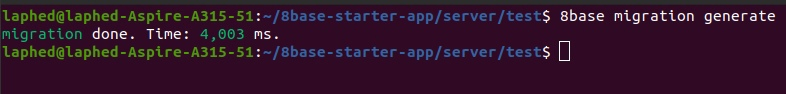 laphed@laphed-Aspire-A315-51:~/8base-starter-app/server/test$ 8base migration generate
migration done. Time: 4,003 ms.
laphed@laphed-Aspire-A315-51:~/8base-starter-app/server/test$